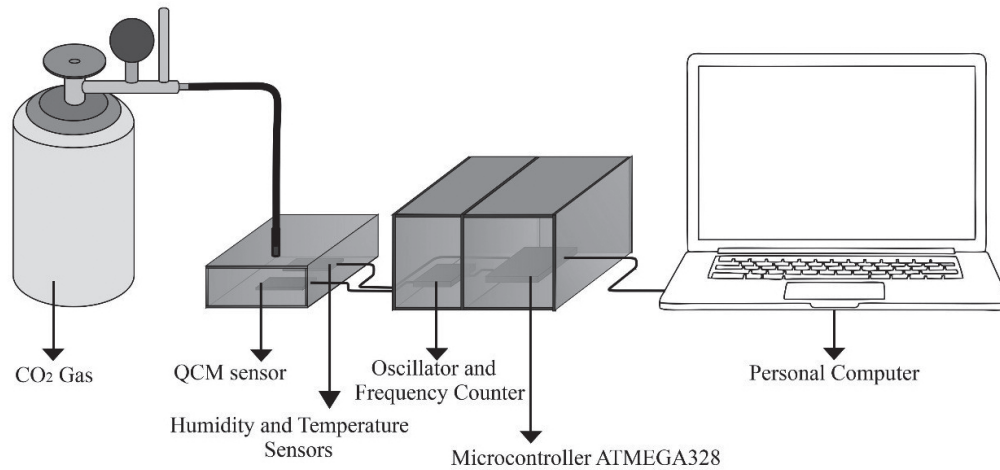 CO₂ Gas
QCM sensor
Humidity and Temperature
Sensors
Oscillator and
Frequency Counter
Microcontroller ATMEGA328
Personal Computer